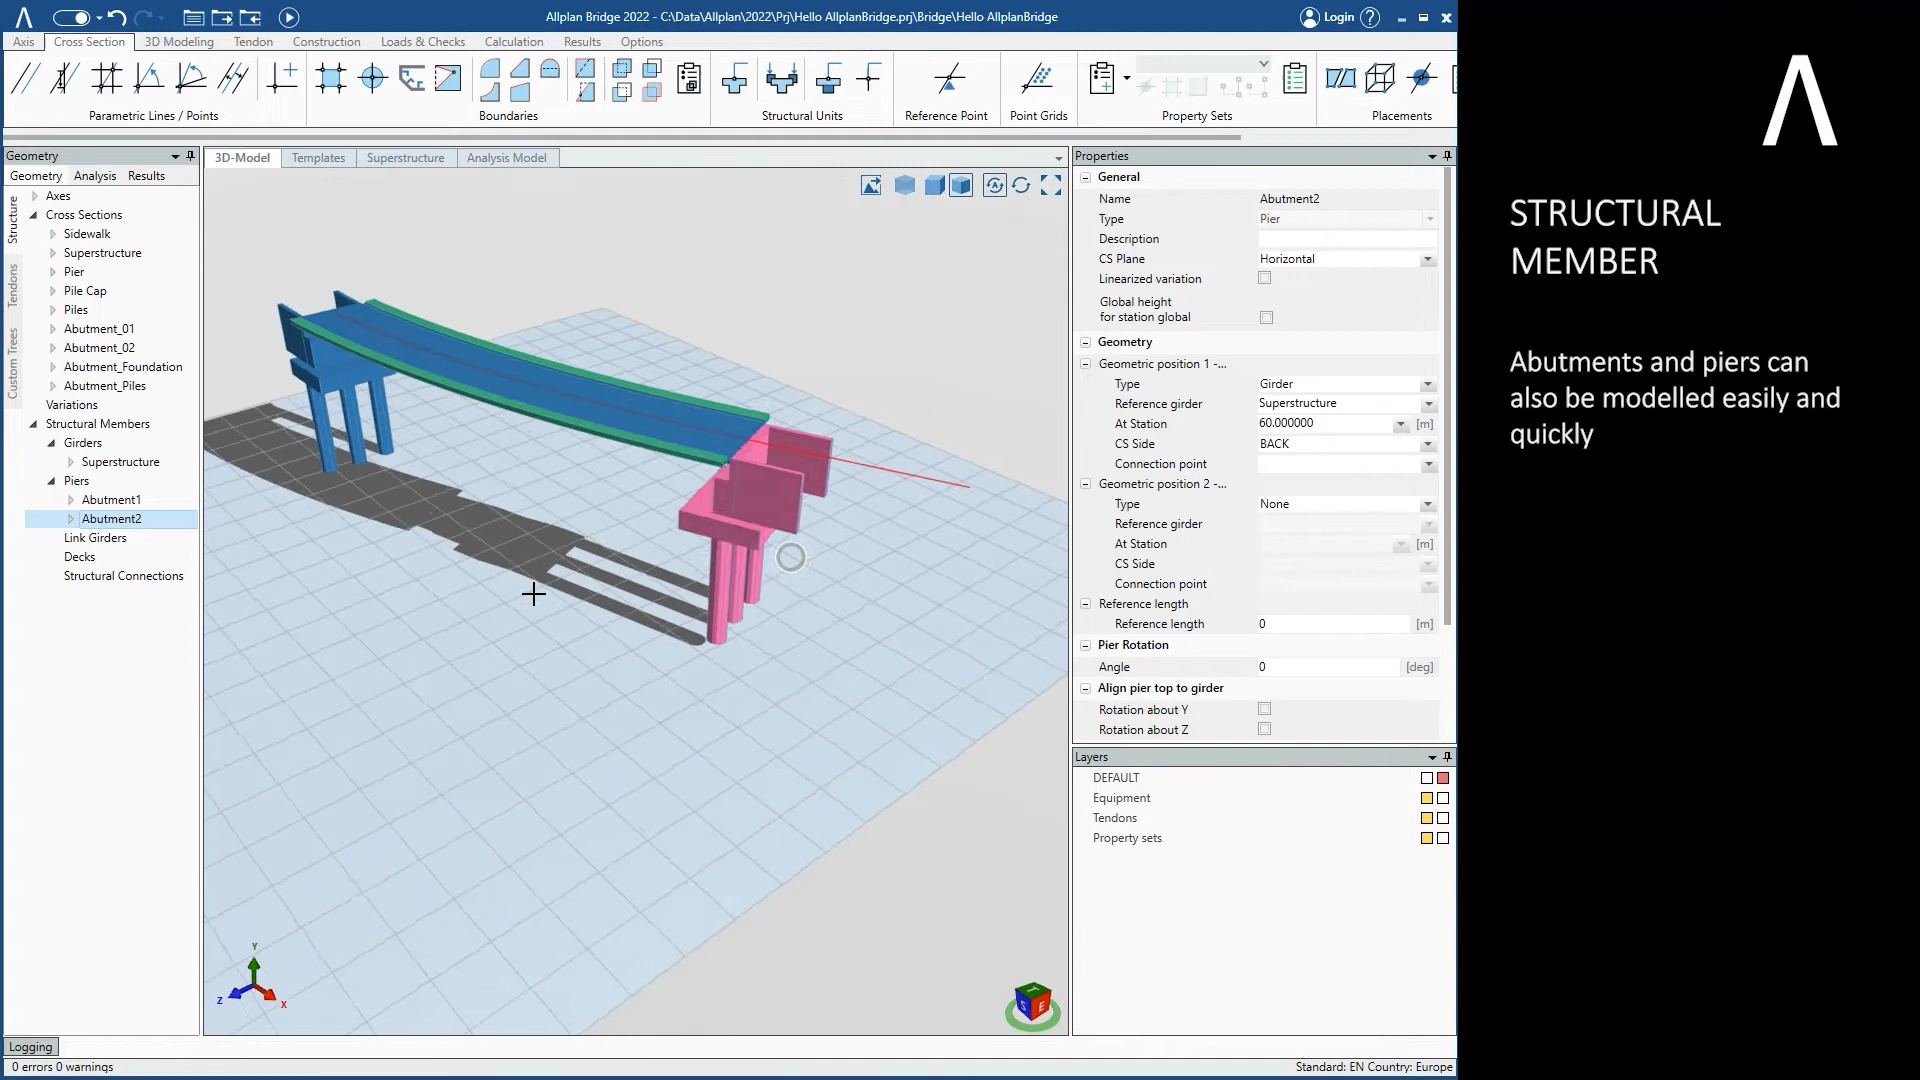 Allplan Bridge 2022 - C:\Data\Allplan\2022\Prj\Hello AllplanBridge.prj\Bridge\Hello AllplanBridge
Login
Axis
Cross Section
3D Modeling
Tendon
Construction
Loads & Checks
Calculation
Results
Options
Parametric Lines / Points
Boundaries
Structural Units
Reference Point
Point Grids
Property Sets
Placements
Geometry
Geometry
Analysis
Results
Structure
Tendons
Custom Trees
Axes
Cross Sections
Sidewalk
Superstructure
Pier
Pile Cap
Piles
Abutment_01
Abutment_02
Abutment_Foundation
Abutment_Piles
Variations
Structural Members
Girders
Superstructure
Piers
Abutment1
Abutment2
Link Girders
Decks
Structural Connections
3D-Model
Templates
Superstructure
Analysis Model
Y
Z
X
T
S
E
Properties
General
Name Abutment2
Type Pier
Description
CS Plane Horizontal
Linearized variation
Global height
for station global
Geometry
Geometric position 1 -...
Type Girder
Reference girder Superstructure
At Station 60.000000 [m]
CS Side BACK
Connection point
Geometric position 2 -...
Type None
Reference girder
At Station [m]
CS Side
Connection point
Reference length
Reference length 0 [m]
Pier Rotation
Angle 0 [deg]
Align pier top to girder
Rotation about Y
Rotation about Z
Layers
DEFAULT
Equipment
Tendons
Property sets
Logging
0 errors 0 warnings
Standard: EN Country: Europe
STRUCTURAL
MEMBER
Abutments and piers can
also be modelled easily and
quickly